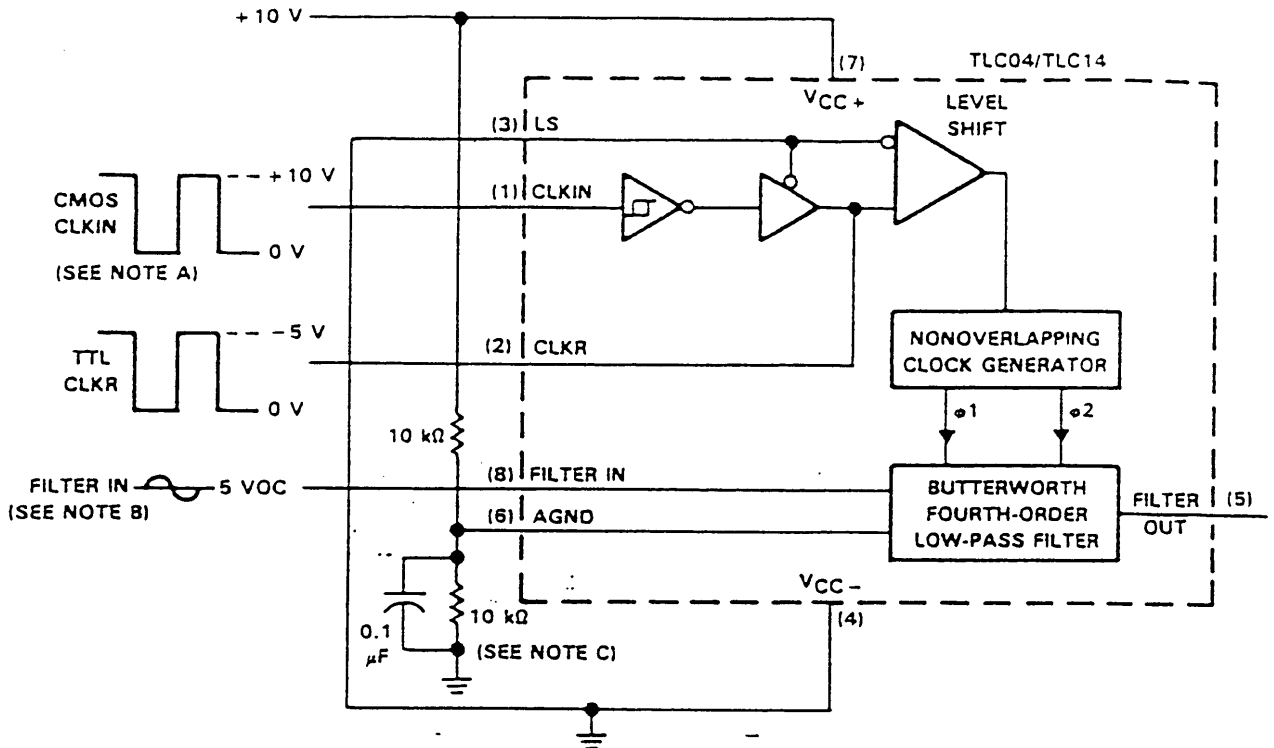 +10 V
(7)
TLC04/TLC14
VCC+
LEVEL
SHIFT
(3) LS
(1) CLKIN
CMOS
CLKIN
(SEE NOTE A)
+10 V
0 V
TTL
CLKR
−5 V
0 V
(2) CLKR
NONOVERLAPPING
CLOCK GENERATOR
φ1
φ2
10 kΩ
FILTER IN
(SEE NOTE B)
5 VOC
(8) FILTER IN
(6) AGND
BUTTERWORTH
FOURTH-ORDER
LOW-PASS FILTER
FILTER
OUT
(5)
VCC−
(4)
0.1
μF
10 kΩ
(SEE NOTE C)